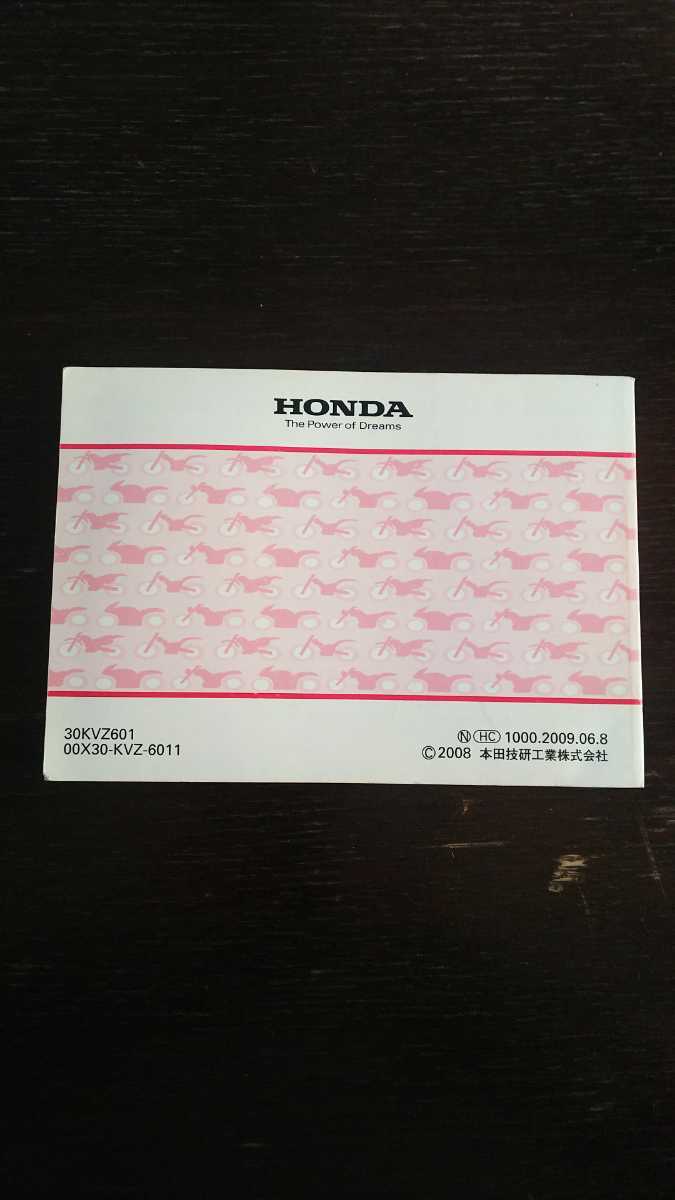 HONDA
The Power of Dreams
30KVZ601
00X30-KVZ-6011
Ⓝ HC 1000.2009.06.8
©2008 本田技研工業株式会社